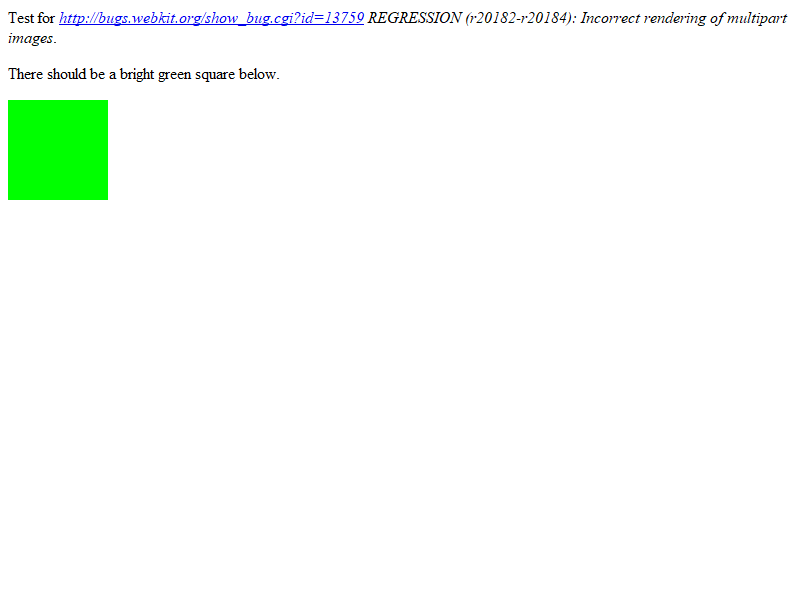 Test for http://bugs.webkit.org/show_bug.cgi?id=13759 REGRESSION (r20182-r20184): Incorrect rendering of multipart
images.
There should be a bright green square below.